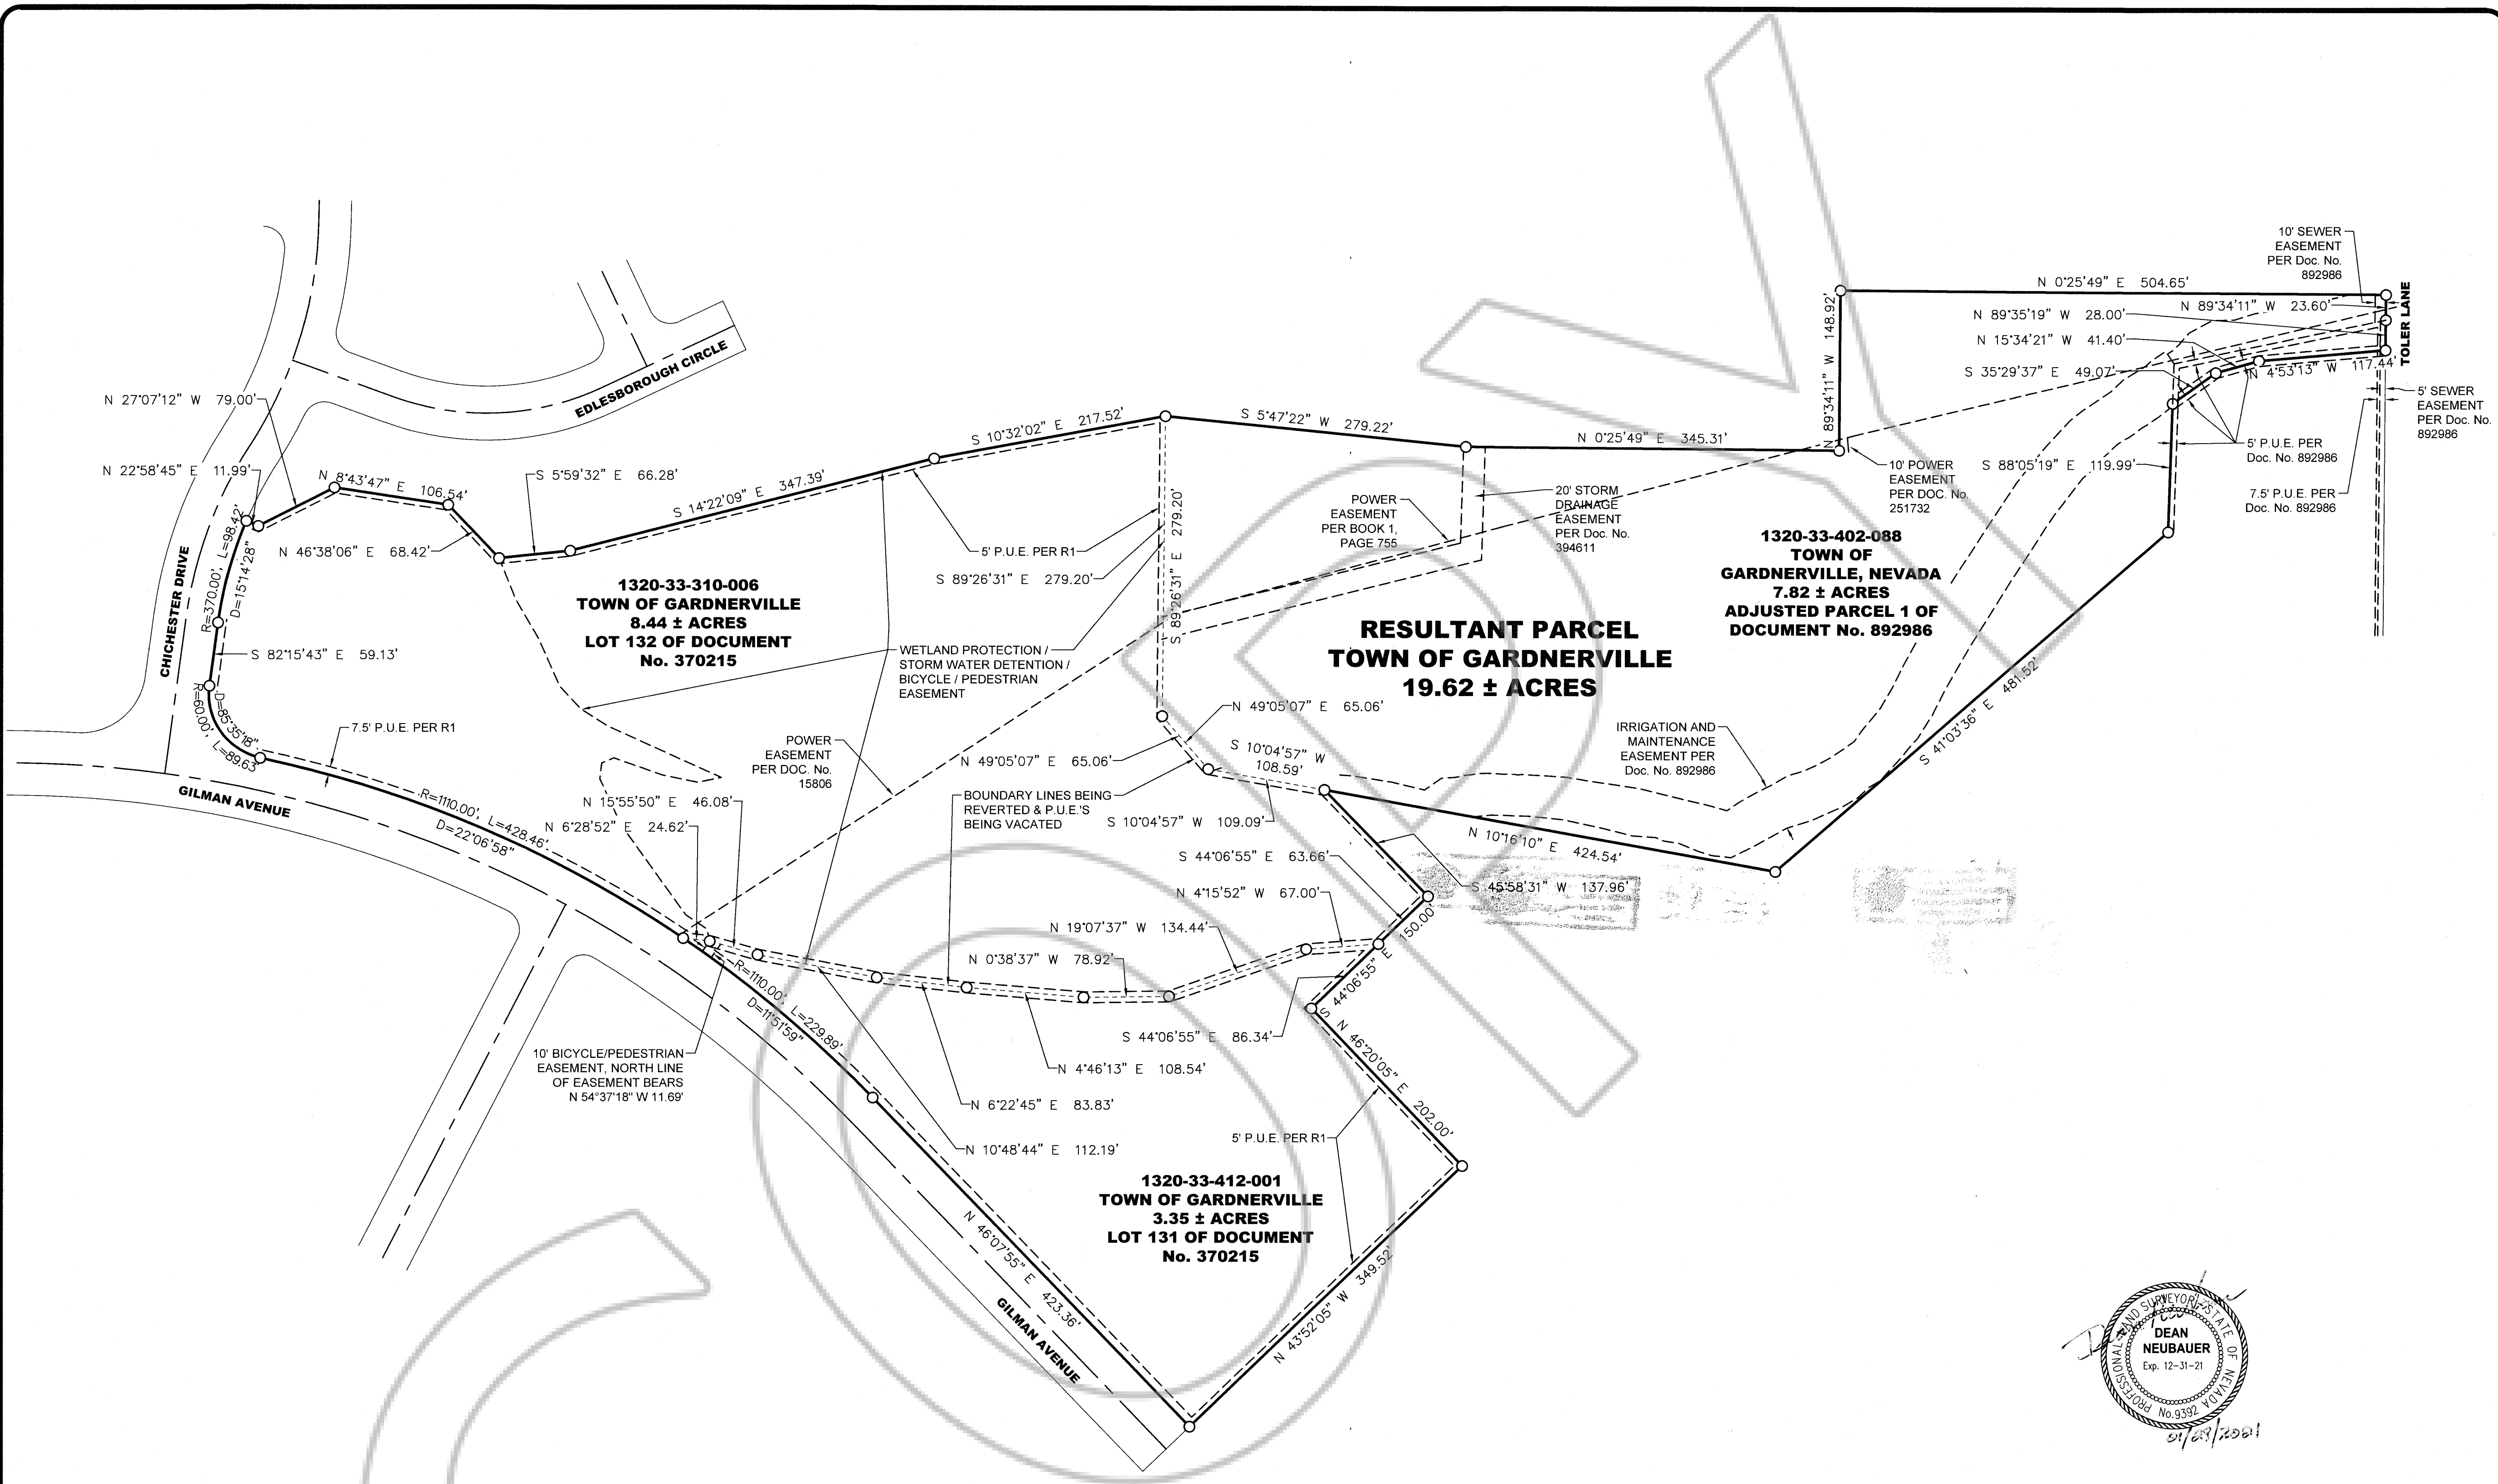 10' SEWER
EASEMENT
PER Doc. No.
892986
N 0°25'49" E 504.65'
N 89°34'11" W 23.60'
N 89°35'19" W 28.00'
N 15°34'21" W 41.40'
S 35°29'37" E 49.07'
N 4°53'13" W 117.44'
TOLER LANE
5' SEWER
EASEMENT
PER Doc. No.
892986
5' P.U.E. PER
Doc. No. 892986
7.5' P.U.E. PER
Doc. No. 892986
S 88°05'19" E 119.99'
N 89°34'11" W 148.92'
10' POWER
EASEMENT
PER DOC. No.
251732
N 0°25'49" E 345.31'
S 5°47'22" W 279.22'
S 10°32'02" E 217.52'
S 14°22'09" E 347.39'
S 5°59'32" E 66.28'
N 8°43'47" E 106.54'
N 46°38'06" E 68.42'
N 27°07'12" W 79.00'
N 22°58'45" E 11.99'
EDLESBOROUGH CIRCLE
CHICHESTER DRIVE
R=370.00', L=98.42'
D=15°14'28"
S 82°15'43" E 59.13'
R=60.00', L=89.63'
D=85°35'18"
7.5' P.U.E. PER R1
GILMAN AVENUE
R=1110.00', L=428.46'
D=22°06'58"
1320-33-310-006
TOWN OF GARDNERVILLE
8.44 ± ACRES
LOT 132 OF DOCUMENT
No. 370215
5' P.U.E. PER R1
S 89°26'31" E 279.20'
S 89°26'31" E 279.20'
WETLAND PROTECTION /
STORM WATER DETENTION /
BICYCLE / PEDESTRIAN
EASEMENT
POWER
EASEMENT
PER BOOK 1,
PAGE 755
20' STORM
DRAINAGE
EASEMENT
PER Doc. No.
394611
1320-33-402-088
TOWN OF
GARDNERVILLE, NEVADA
7.82 ± ACRES
ADJUSTED PARCEL 1 OF
DOCUMENT No. 892986
RESULTANT PARCEL
TOWN OF GARDNERVILLE
19.62 ± ACRES
S 41°03'36" E 481.52'
IRRIGATION AND
MAINTENANCE
EASEMENT PER
Doc. No. 892986
N 49°05'07" E 65.06'
N 49°05'07" E 65.06'
S 10°04'57" W
108.59'
POWER
EASEMENT
PER DOC. No.
15806
BOUNDARY LINES BEING
REVERTED & P.U.E.'S
BEING VACATED
S 10°04'57" W 109.09'
N 10°16'10" E 424.54'
N 15°55'50" E 46.08'
N 6°28'52" E 24.62'
S 44°06'55" E 63.66'
S 45°58'31" W 137.96'
N 4°15'52" W 67.00'
N 19°07'37" W 134.44'
N 0°38'37" W 78.92'
S 44°06'55" E 150.00'
S 44°06'55" E 86.34'
N 4°46'13" E 108.54'
N 6°22'45" E 83.83'
N 10°48'44" E 112.19'
10' BICYCLE/PEDESTRIAN
EASEMENT, NORTH LINE
OF EASEMENT BEARS
N 54°37'18" W 11.69'
R=1110.00', L=229.89'
D=11°51'59"
N 46°20'05" E 202.00'
5' P.U.E. PER R1
1320-33-412-001
TOWN OF GARDNERVILLE
3.35 ± ACRES
LOT 131 OF DOCUMENT
No. 370215
N 46°07'55" E 423.36'
N 43°52'05" W 349.52'
GILMAN AVENUE
PROFESSIONAL LAND SURVEYOR STATE OF NEVADA
DEAN
NEUBAUER
Exp. 12-31-21
No.9392
01/29/2021